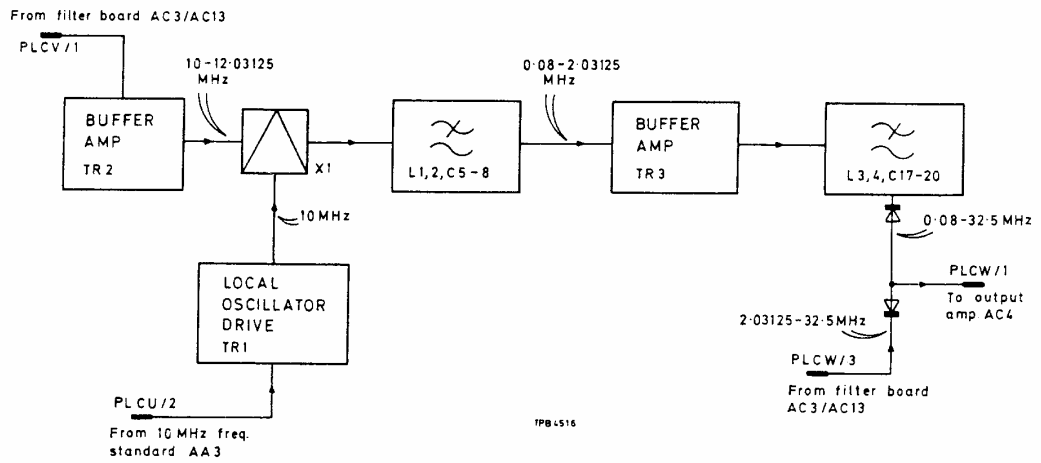 From filter board AC3/AC13
PLCV/1
10-12·03125
MHz
0·08-2·03125
MHz
BUFFER
AMP
TR2
X1
L1,2,C5-8
BUFFER
AMP
TR3
L3,4,C17-20
10MHz
0·08-32·5MHz
LOCAL
OSCILLATOR
DRIVE
TR1
PLCW/1
To output
amp. AC4
2·03125-32·5MHz
PLCW/3
From filter board
AC3/AC13
PLCU/2
From 10MHz freq.
standard AA3
TPB4516